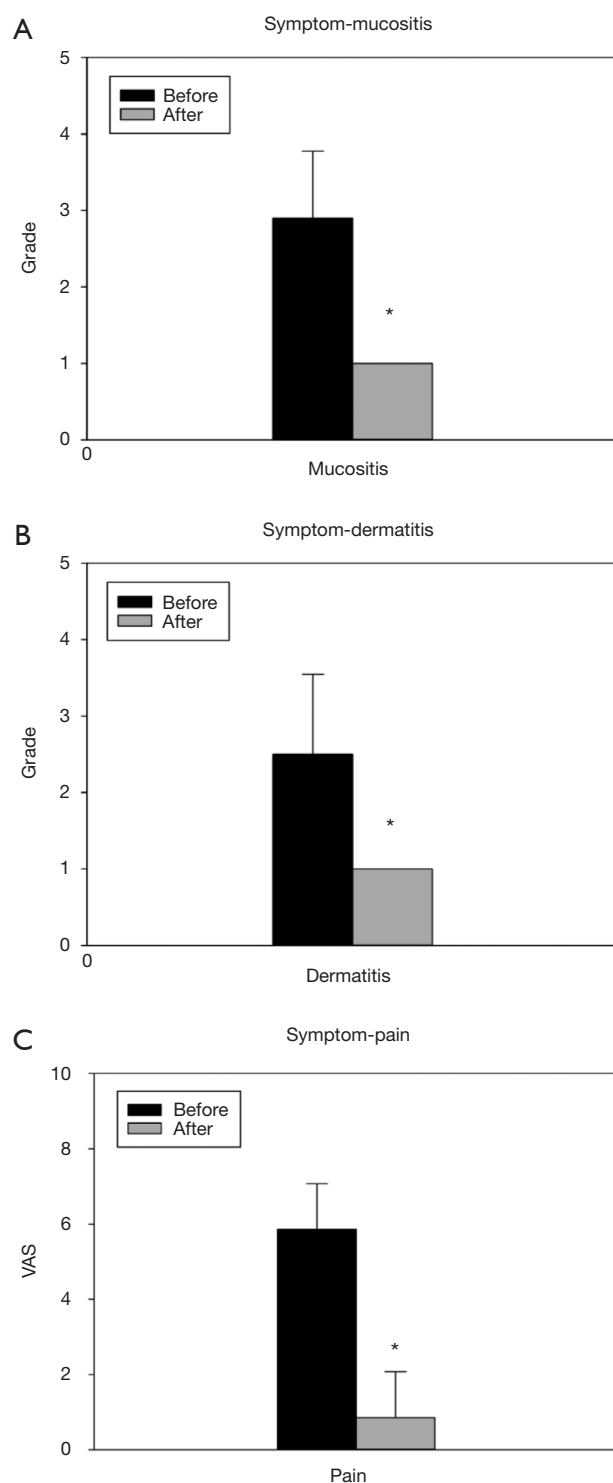 A
Symptom-mucositis
5
4
3
2
1
0
Grade
Before
After
*
0
Mucositis
B
Symptom-dermatitis
5
4
3
2
1
0
Grade
Before
After
*
0
Dermatitis
C
Symptom-pain
10
8
6
4
2
0
VAS
Before
After
*
Pain